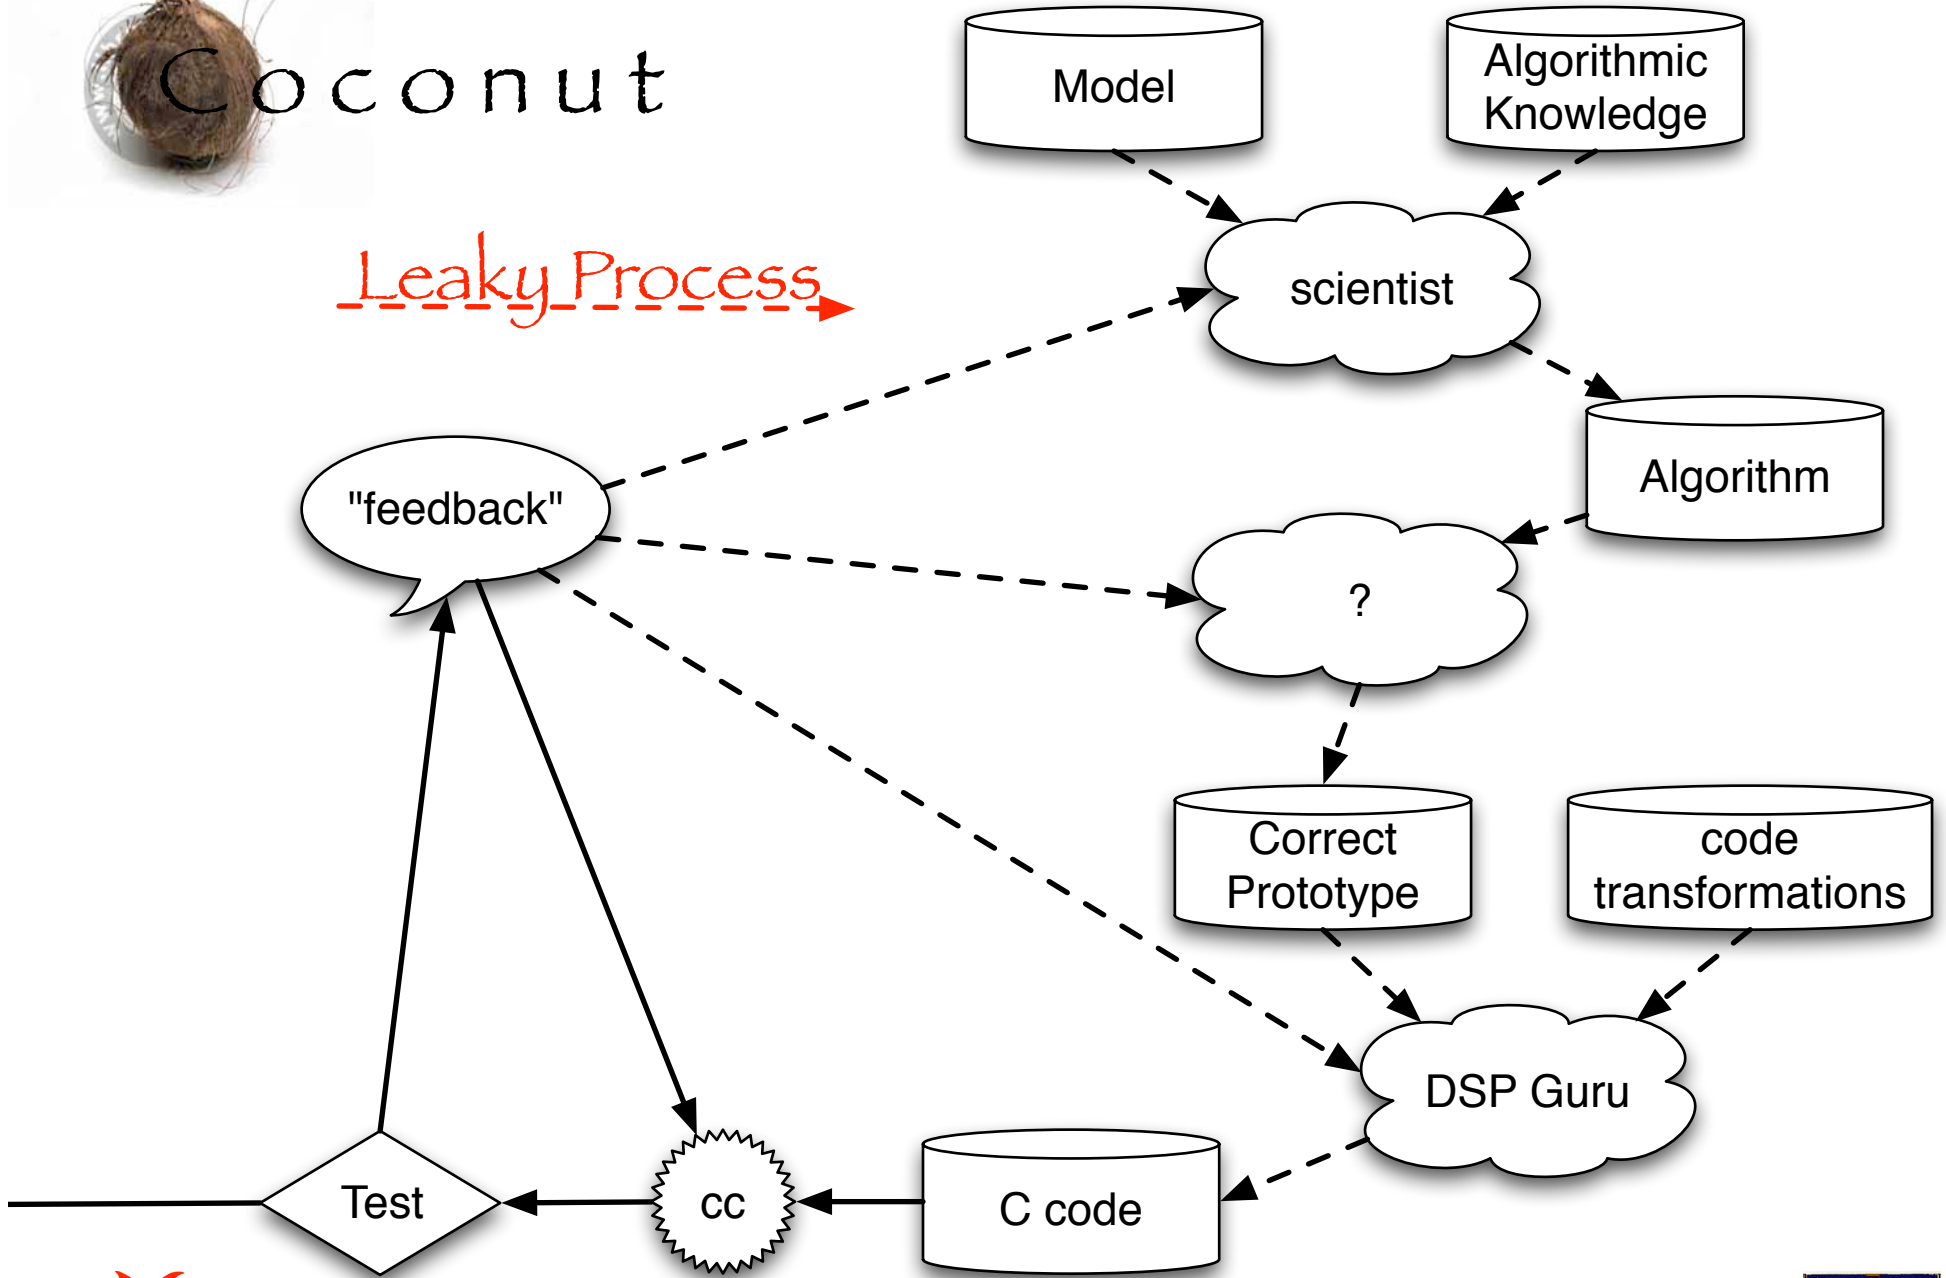 Coconut
Model
Algorithmic
Knowledge
Leaky Process
scientist
Algorithm
"feedback"
?
Correct
Prototype
code
transformations
DSP Guru
Test
cc
C code